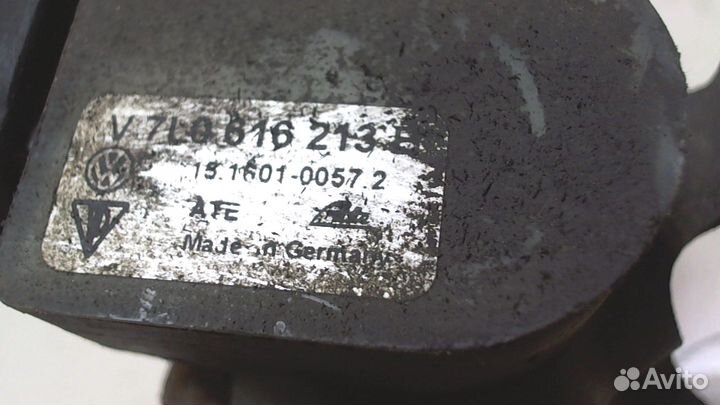 V 7L0 616 213 E
15.1601-0057.2
ATE
Made in Germany
Avito